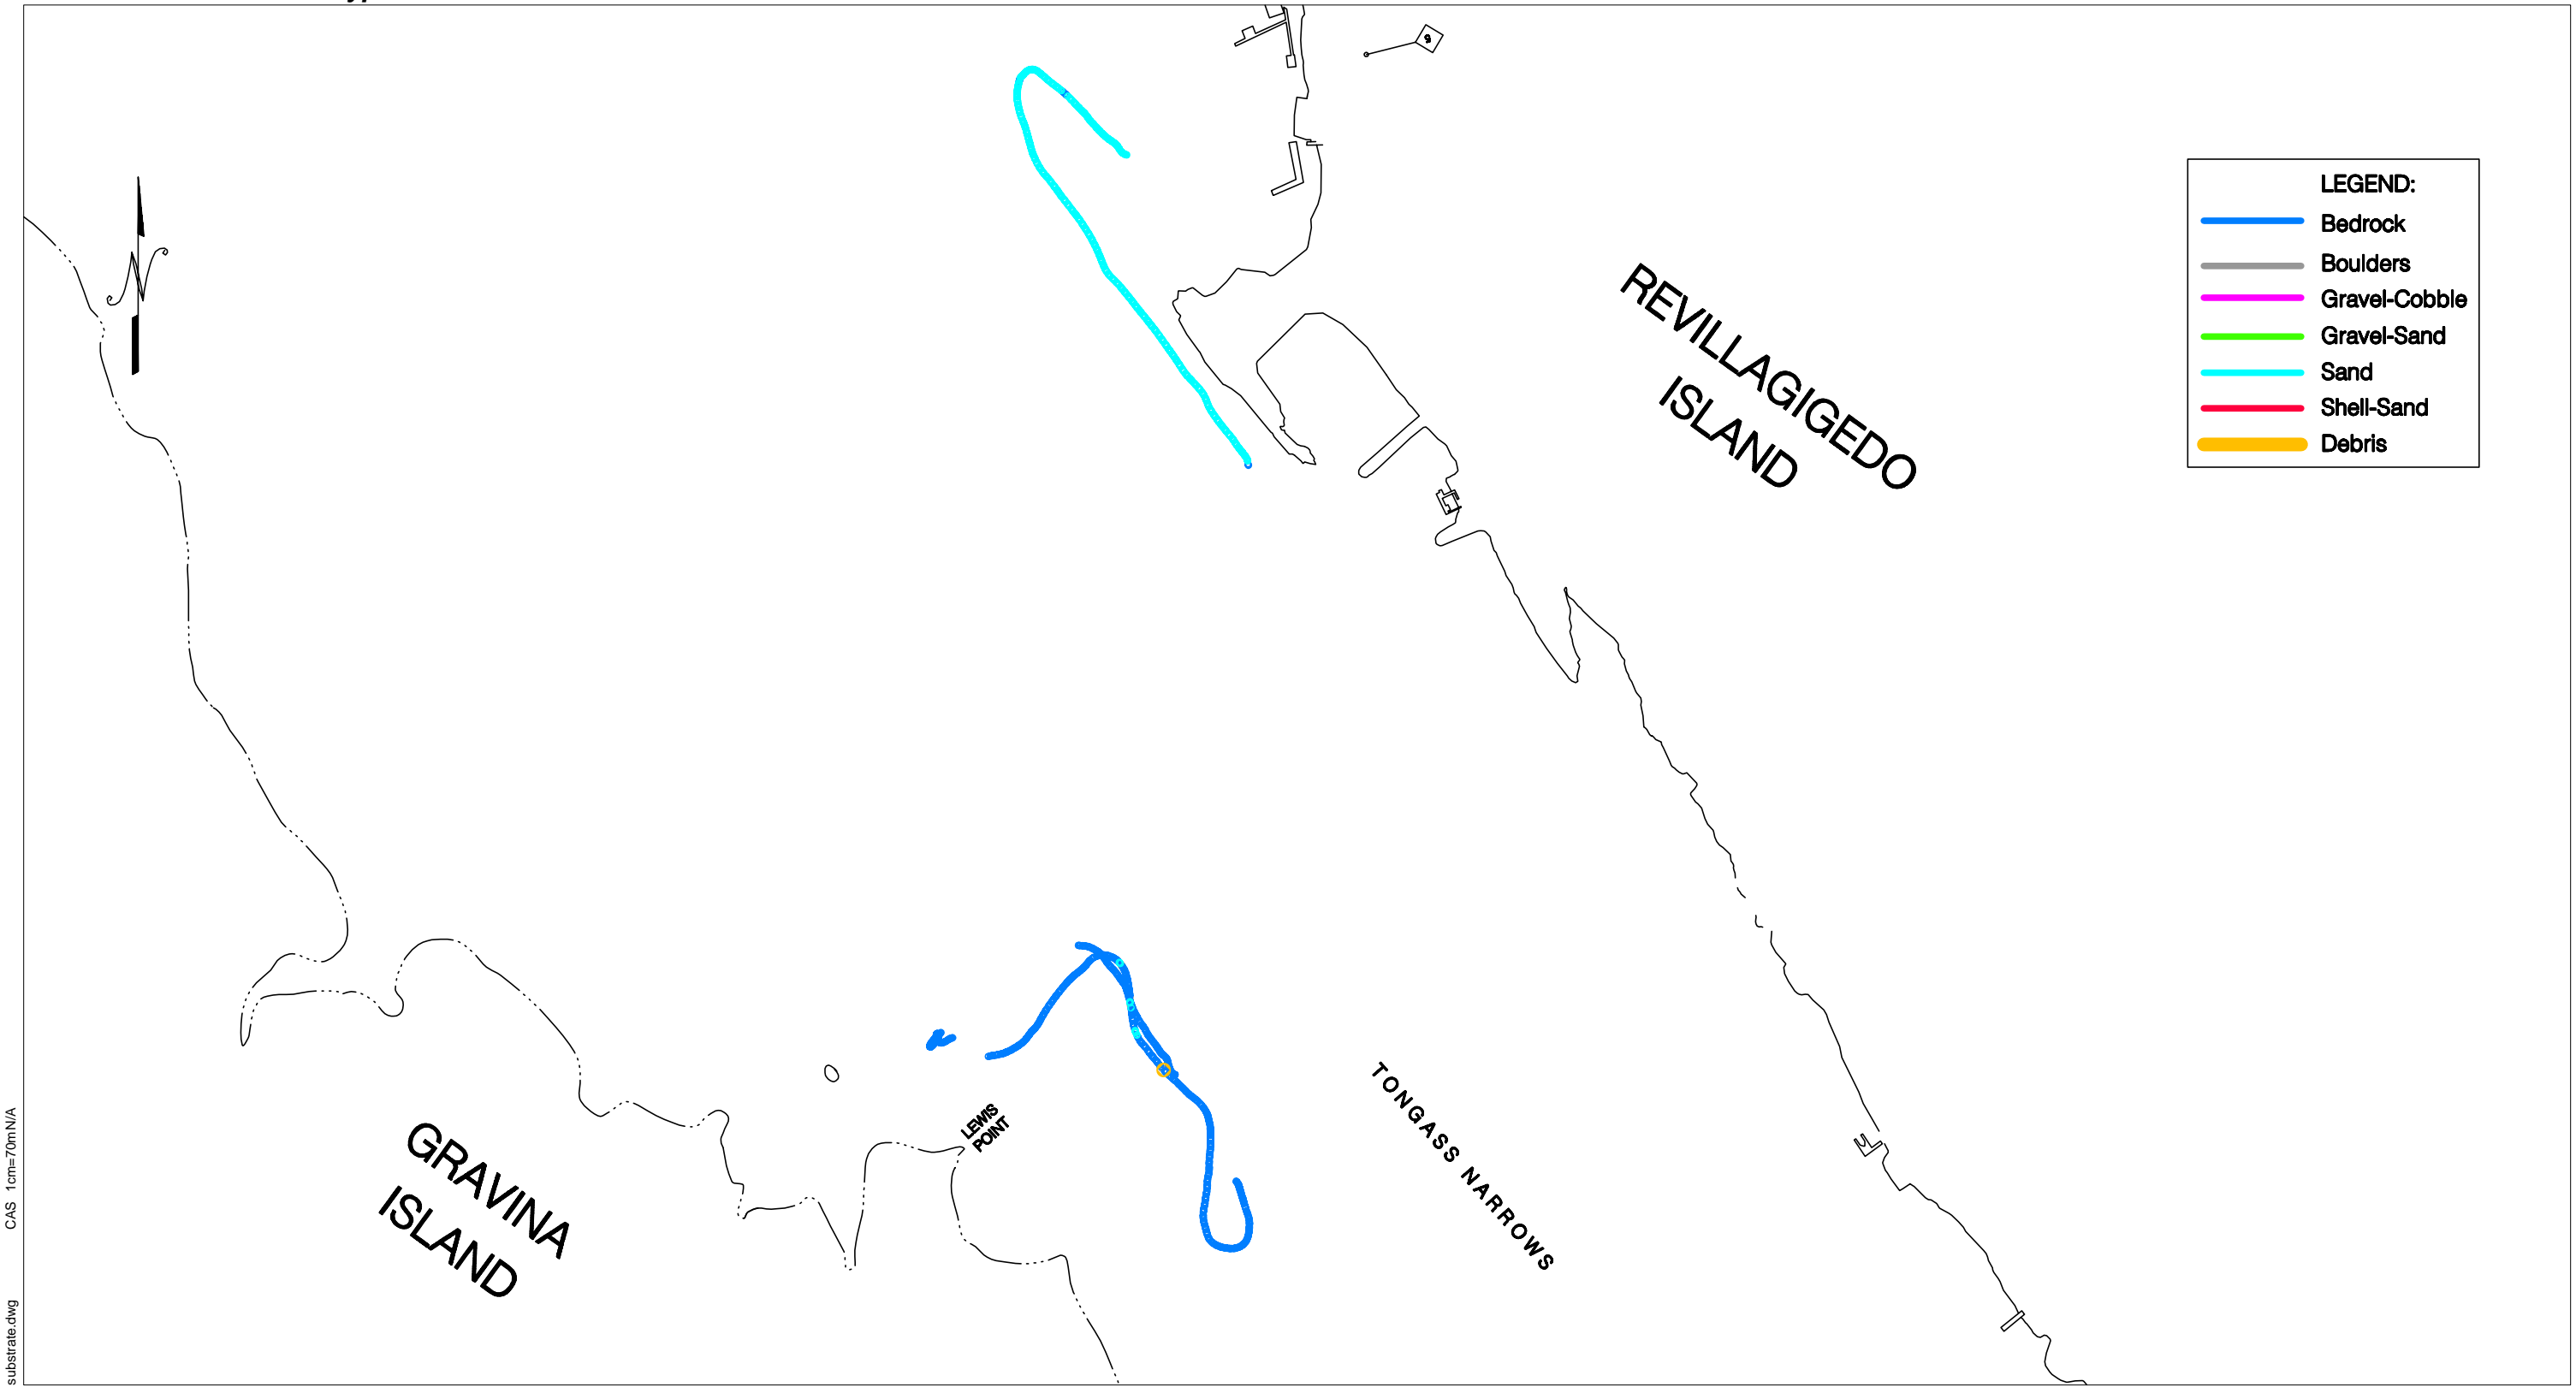 LEGEND:
Bedrock
Boulders
Gravel-Cobble
Gravel-Sand
Sand
Shell-Sand
Debris
REVILLAGIGEDO
ISLAND
TONGASS NARROWS
LEWIS
POINT
GRAVINA
ISLAND
CAS 1cm=70m N/A
substrate.dwg